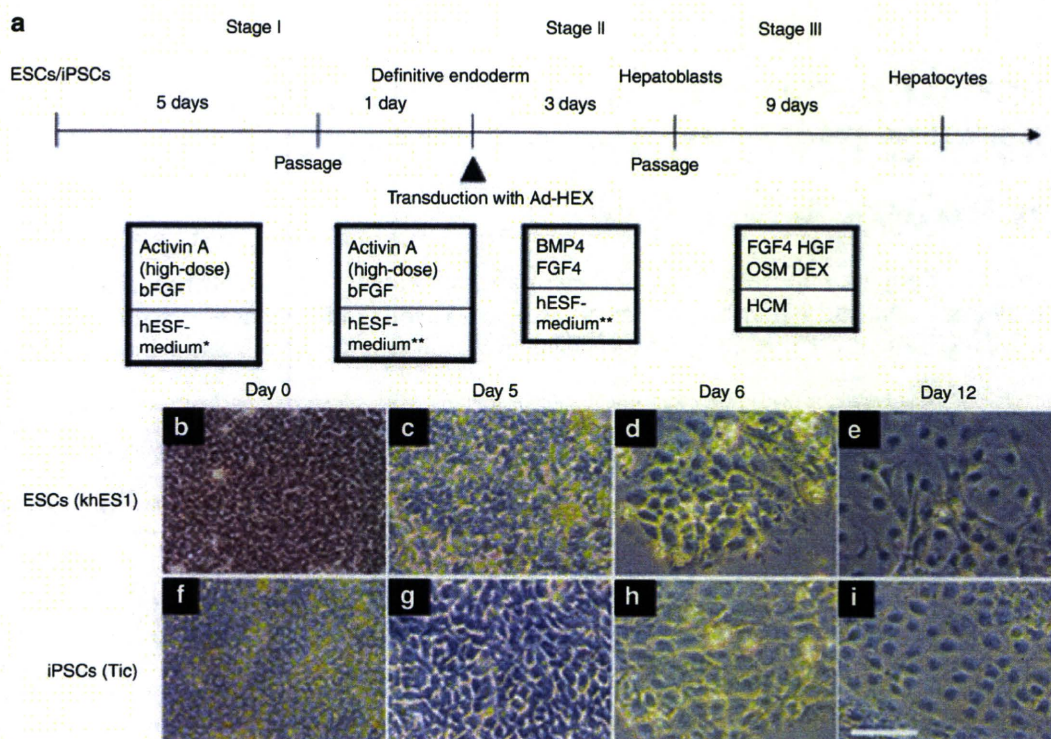 a
Stage I Stage II Stage III
ESCs/iPSCs Definitive endoderm Hepatoblasts Hepatocytes
5 days 1 day 3 days 9 days
Passage Passage
Transduction with Ad-HEX
Activin A
(high-dose)
bFGF
hESF-
medium*
Activin A
(high-dose)
bFGF
hESF-
medium**
BMP4
FGF4
hESF-
medium**
FGF4 HGF
OSM DEX
HCM
Day 0 Day 5 Day 6 Day 12
b c d e
ESCs (khES1)
f g h i
iPSCs (Tic)